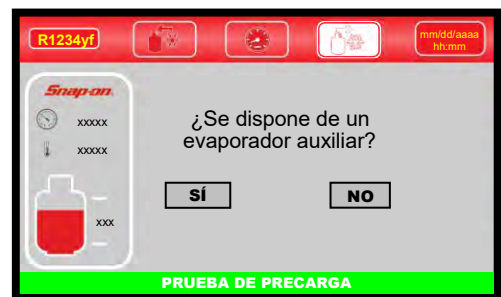 R1234yf
mm/dd/aaaa
hh:mm
Snap-on.
xxxxx
xxxxx
xxx
¿Se dispone de un
evaporador auxiliar?
SÍ
NO
PRUEBA DE PRECARGA